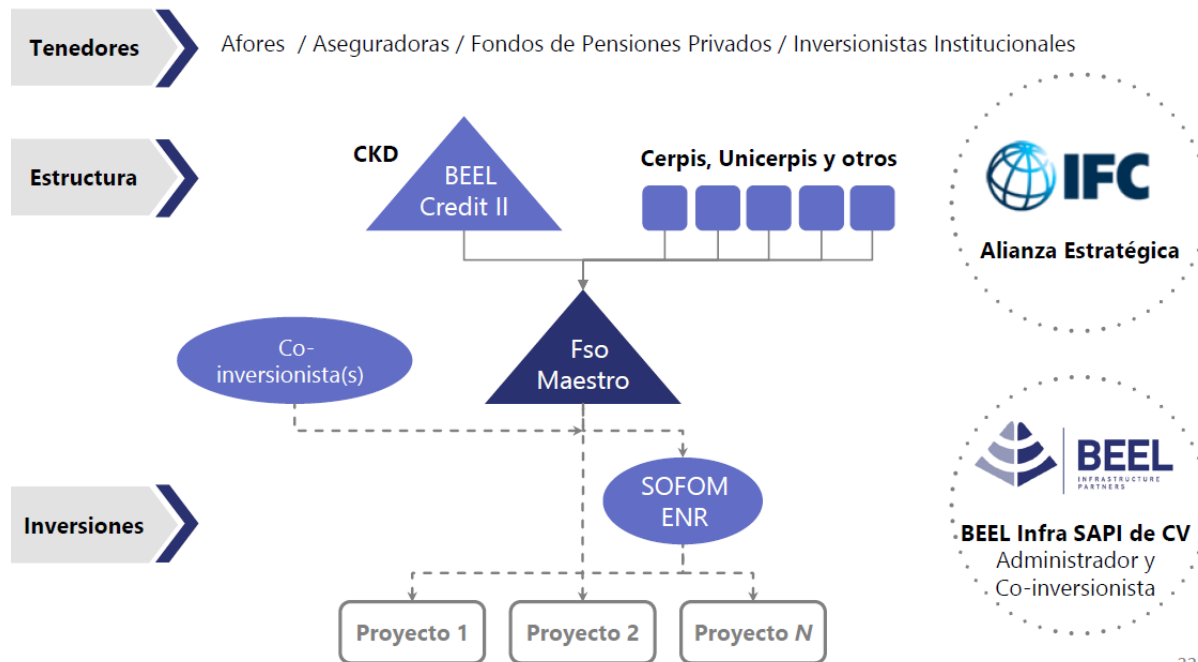 Tenedores
Afores / Aseguradoras / Fondos de Pensiones Privados / Inversionistas Institucionales
Estructura
CKD
BEEL
Credit II
Cerpis, Unicerpis y otros
IFC
Alianza Estratégica
Co-
inversionista(s)
Fso
Maestro
Inversiones
SOFOM
ENR
BEEL
INFRASTRUCTURE
PARTNERS
BEEL Infra SAPI de CV
Administrador y
Co-inversionista
Proyecto 1
Proyecto 2
Proyecto N